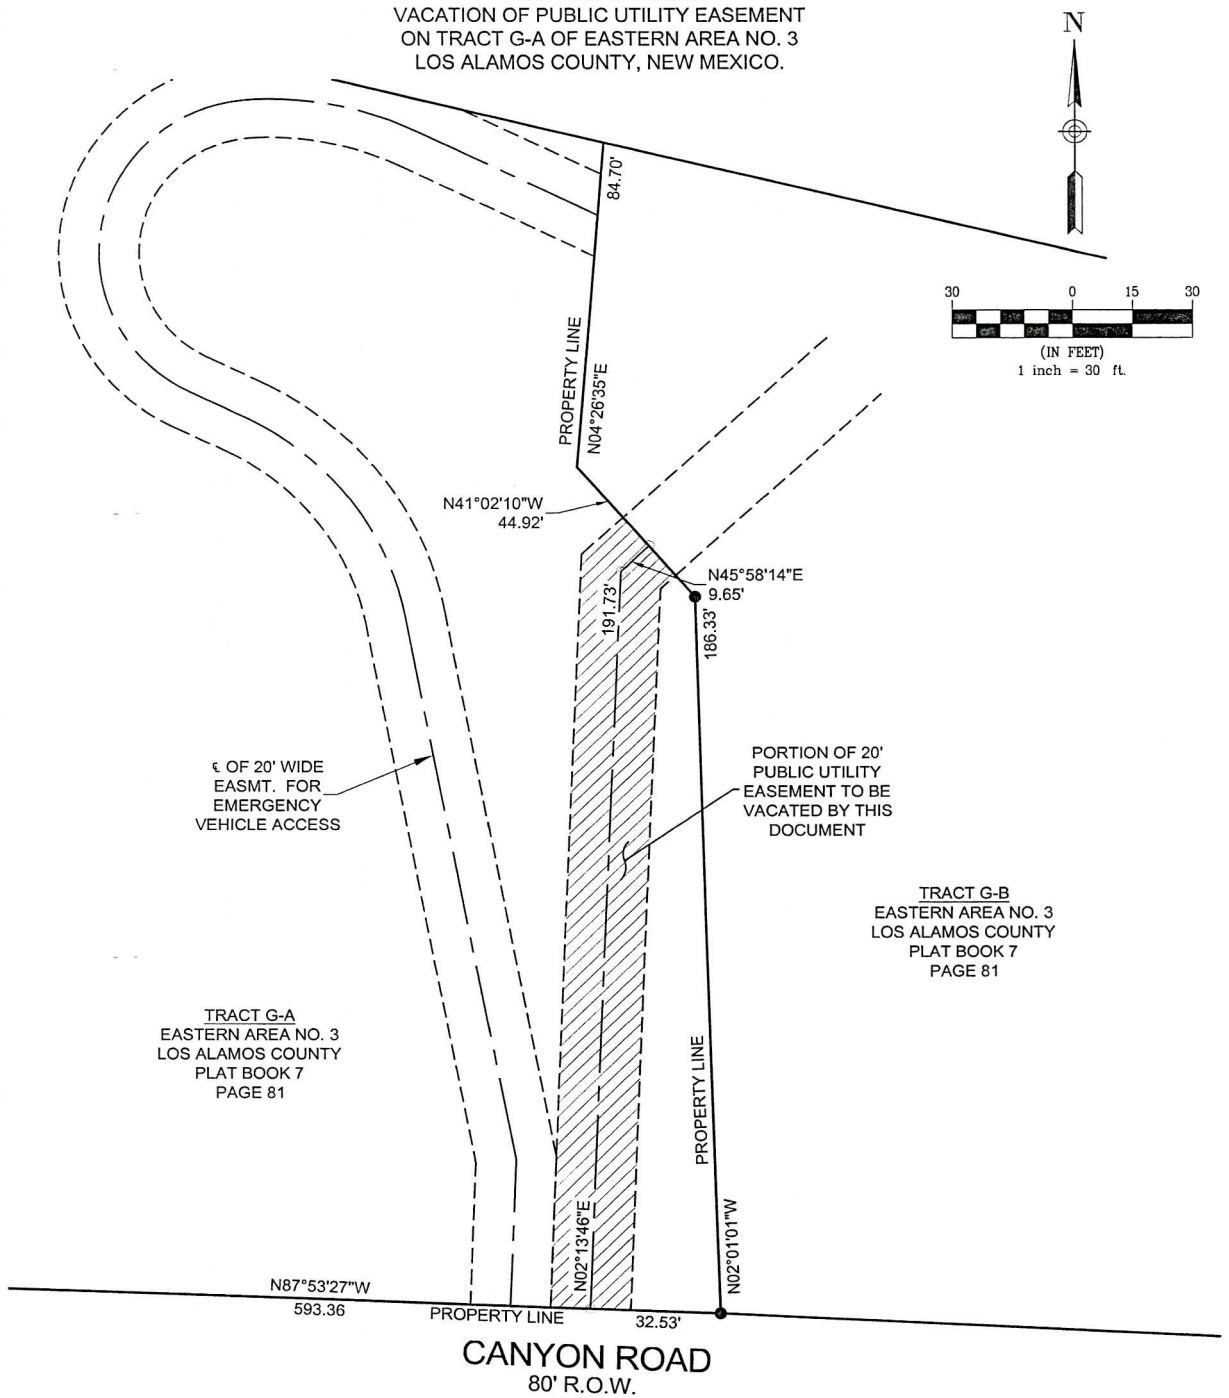 VACATION OF PUBLIC UTILITY EASEMENT
ON TRACT G-A OF EASTERN AREA NO. 3
LOS ALAMOS COUNTY, NEW MEXICO.
N
84.70'
30 0 15 30
(IN FEET)
1 inch = 30 ft.
PROPERTY LINE
N04°26'35"E
N41°02'10"W
44.92'
N45°58'14"E
9.65'
191.73'
186.33'
℄ OF 20' WIDE
EASMT. FOR
EMERGENCY
VEHICLE ACCESS
PORTION OF 20'
PUBLIC UTILITY
EASEMENT TO BE
VACATED BY THIS
DOCUMENT
TRACT G-B
EASTERN AREA NO. 3
LOS ALAMOS COUNTY
PLAT BOOK 7
PAGE 81
TRACT G-A
EASTERN AREA NO. 3
LOS ALAMOS COUNTY
PLAT BOOK 7
PAGE 81
PROPERTY LINE
N02°13'46"E
N02°01'01"W
N87°53'27"W
593.36
PROPERTY LINE
32.53'
CANYON ROAD
80' R.O.W.